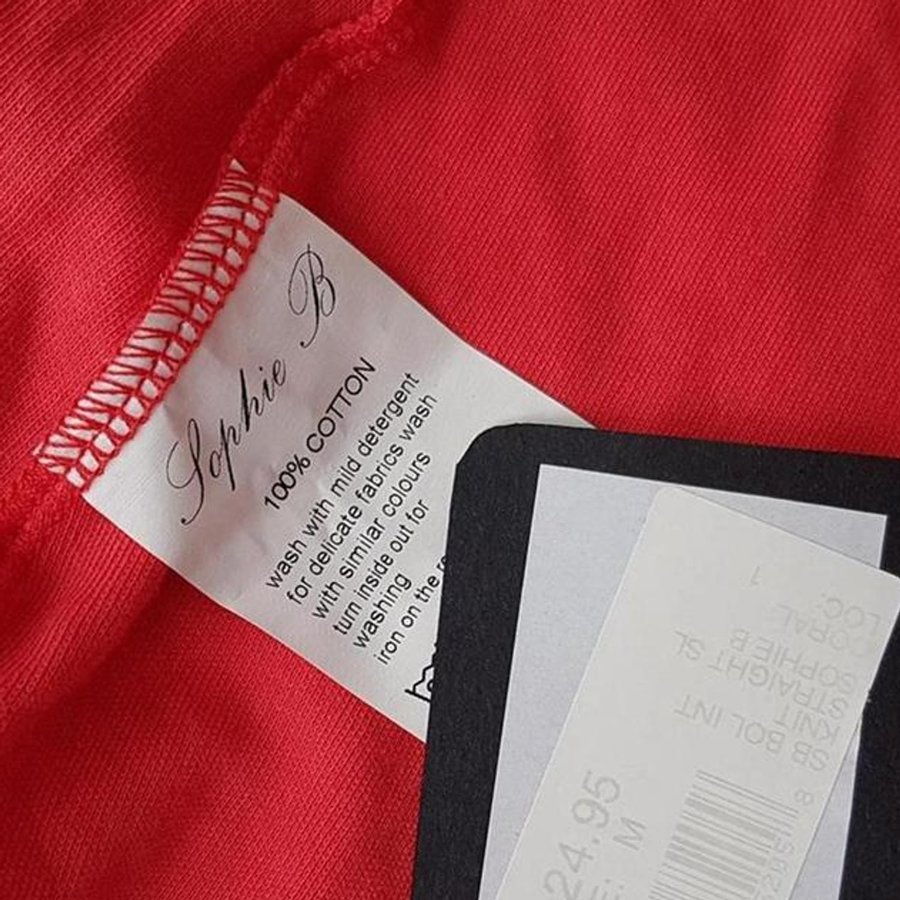 Sophie B
100% COTTON
wash with mild detergent
for delicate fabrics wash
with similar colours
turn inside out for
washing
iron on the
SB BOL INT
KNIT
STRAIGHT SL
SOPHIE B
LOC:
1
24.95
M